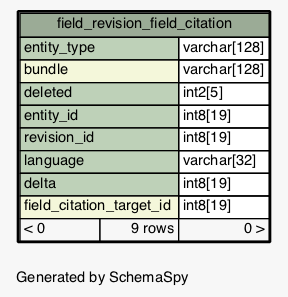 field_revision_field_citation
entity_type varchar[128]
bundle varchar[128]
deleted int2[5]
entity_id int8[19]
revision_id int8[19]
language varchar[32]
delta int8[19]
field_citation_target_id int8[19]
< 0 9 rows 0 >
Generated by SchemaSpy